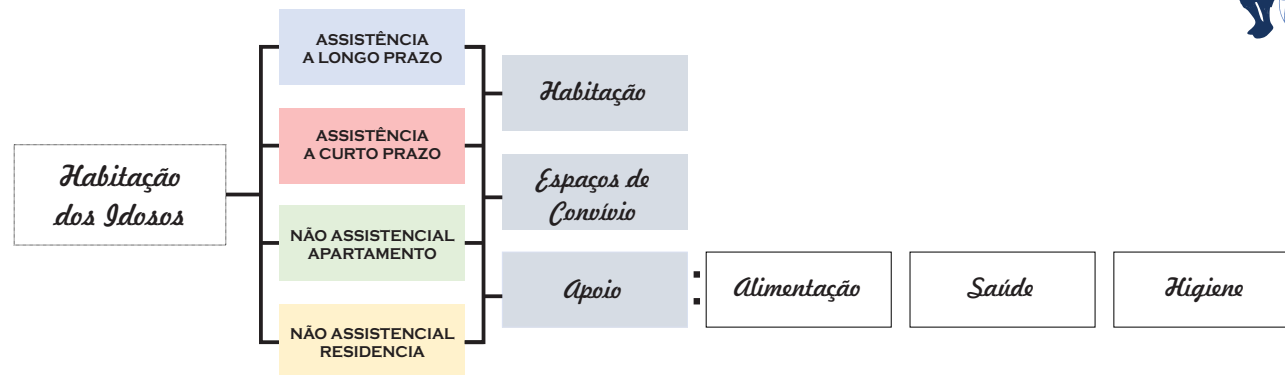 Habitação
dos Idosos
ASSISTÊNCIA
A LONGO PRAZO
ASSISTÊNCIA
A CURTO PRAZO
NÃO ASSISTENCIAL
APARTAMENTO
NÃO ASSISTENCIAL
RESIDENCIA
Habitação
Espaços de
Convívio
Apoio
:
Alimentação
Saúde
Higiene